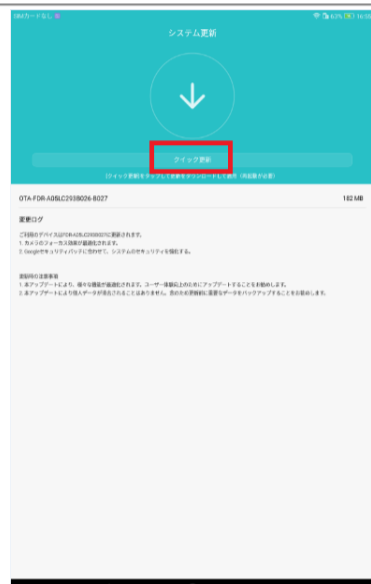 SIMカードなし 63% 16:55
システム更新
クイック更新
[クイック更新]をタップして更新をダウンロードして適用 (再起動が必要)
OTA-FDR-A05LC293B026-B027 182 MB
変更ログ
ご利用のデバイスはFDR-A05LC293B027に更新されます。
1. カメラのフォーカス効果が最適化されます。
2. Googleセキュリティパッチに合わせて、システムのセキュリティを強化する。
更新時の注意事項
1. 本アップデートにより、様々な機能が最適化されます。ユーザー体験向上のためにアップデートすることをお勧めします。
2. 本アップデートにより個人データが消去されることはありません。念のため更新前に重要なデータをバックアップすることをお勧めします。